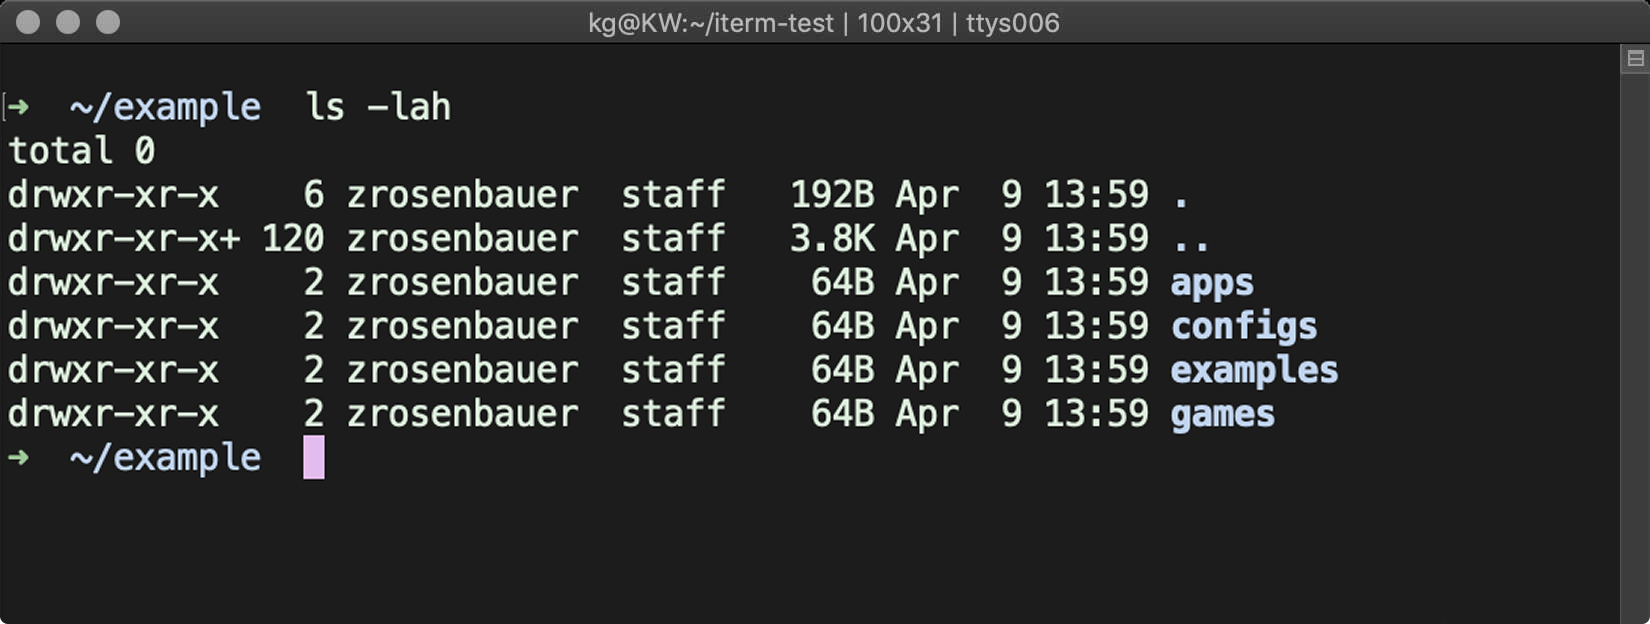 kg@KW:~/iterm-test | 100x31 | ttys006
➜  ~/example  ls -lah
total 0
drwxr-xr-x    6 zrosenbauer  staff   192B Apr  9 13:59 .
drwxr-xr-x+ 120 zrosenbauer  staff   3.8K Apr  9 13:59 ..
drwxr-xr-x    2 zrosenbauer  staff    64B Apr  9 13:59 apps
drwxr-xr-x    2 zrosenbauer  staff    64B Apr  9 13:59 configs
drwxr-xr-x    2 zrosenbauer  staff    64B Apr  9 13:59 examples
drwxr-xr-x    2 zrosenbauer  staff    64B Apr  9 13:59 games
➜  ~/example